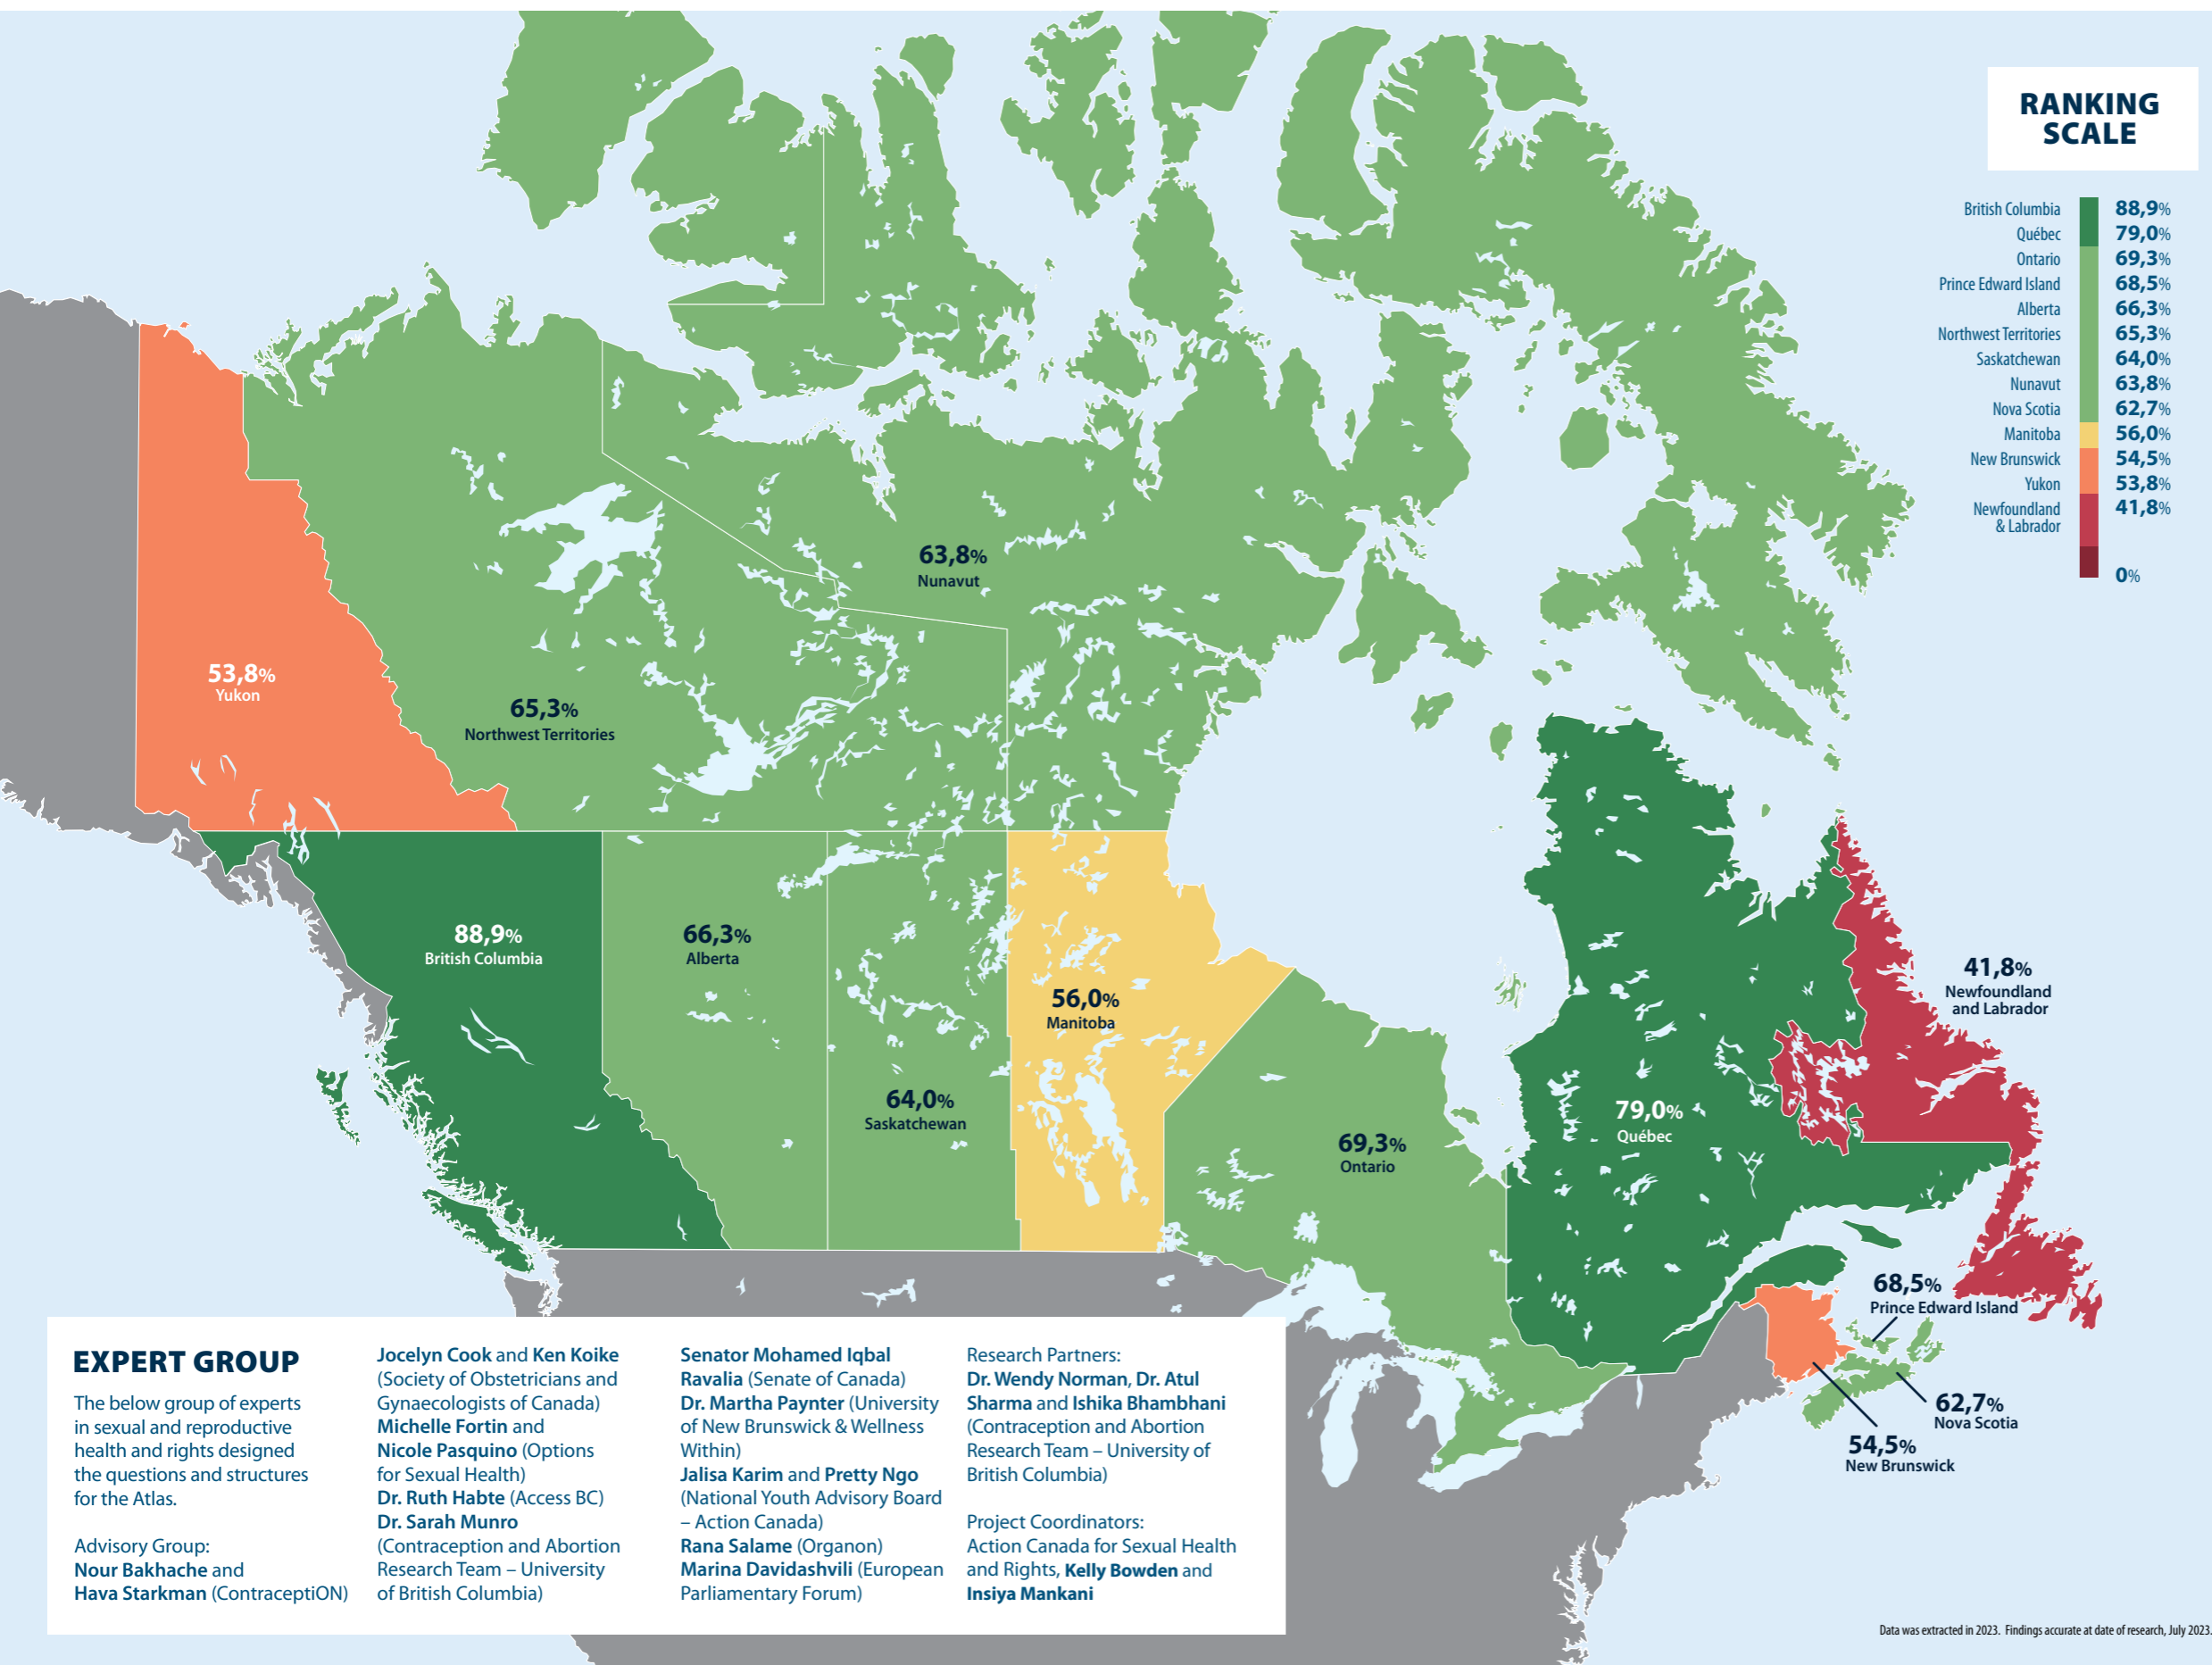 RANKING
SCALE
British Columbia 88,9%
Québec 79,0%
Ontario 69,3%
Prince Edward Island 68,5%
Alberta 66,3%
Northwest Territories 65,3%
Saskatchewan 64,0%
Nunavut 63,8%
Nova Scotia 62,7%
Manitoba 56,0%
New Brunswick 54,5%
Yukon 53,8%
Newfoundland 41,8%
& Labrador
0%
63,8%
Nunavut
53,8%
Yukon
65,3%
Northwest Territories
88,9%
British Columbia
66,3%
Alberta
64,0%
Saskatchewan
56,0%
Manitoba
69,3%
Ontario
79,0%
Québec
41,8%
Newfoundland
and Labrador
68,5%
Prince Edward Island
62,7%
Nova Scotia
54,5%
New Brunswick
EXPERT GROUP
The below group of experts
in sexual and reproductive
health and rights designed
the questions and structures
for the Atlas.
Advisory Group:
Nour Bakhache and
Hava Starkman (ContraceptiON)
Jocelyn Cook and Ken Koike
(Society of Obstetricians and
Gynaecologists of Canada)
Michelle Fortin and
Nicole Pasquino (Options
for Sexual Health)
Dr. Ruth Habte (Access BC)
Dr. Sarah Munro
(Contraception and Abortion
Research Team – University
of British Columbia)
Senator Mohamed Iqbal
Ravalia (Senate of Canada)
Dr. Martha Paynter (University
of New Brunswick & Wellness
Within)
Jalisa Karim and Pretty Ngo
(National Youth Advisory Board
– Action Canada)
Rana Salame (Organon)
Marina Davidashvili (European
Parliamentary Forum)
Research Partners:
Dr. Wendy Norman, Dr. Atul
Sharma and Ishika Bhambhani
(Contraception and Abortion
Research Team – University of
British Columbia)
Project Coordinators:
Action Canada for Sexual Health
and Rights, Kelly Bowden and
Insiya Mankani
Data was extracted in 2023. Findings accurate at date of research, July 2023.